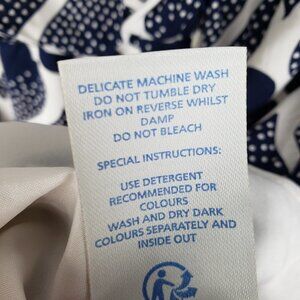 DELICATE MACHINE WASH
DO NOT TUMBLE DRY
IRON ON REVERSE WHILST
DAMP
DO NOT BLEACH
SPECIAL INSTRUCTIONS:
USE DETERGENT
RECOMMENDED FOR
COLOURS
WASH AND DRY DARK
COLOURS SEPARATELY AND
INSIDE OUT